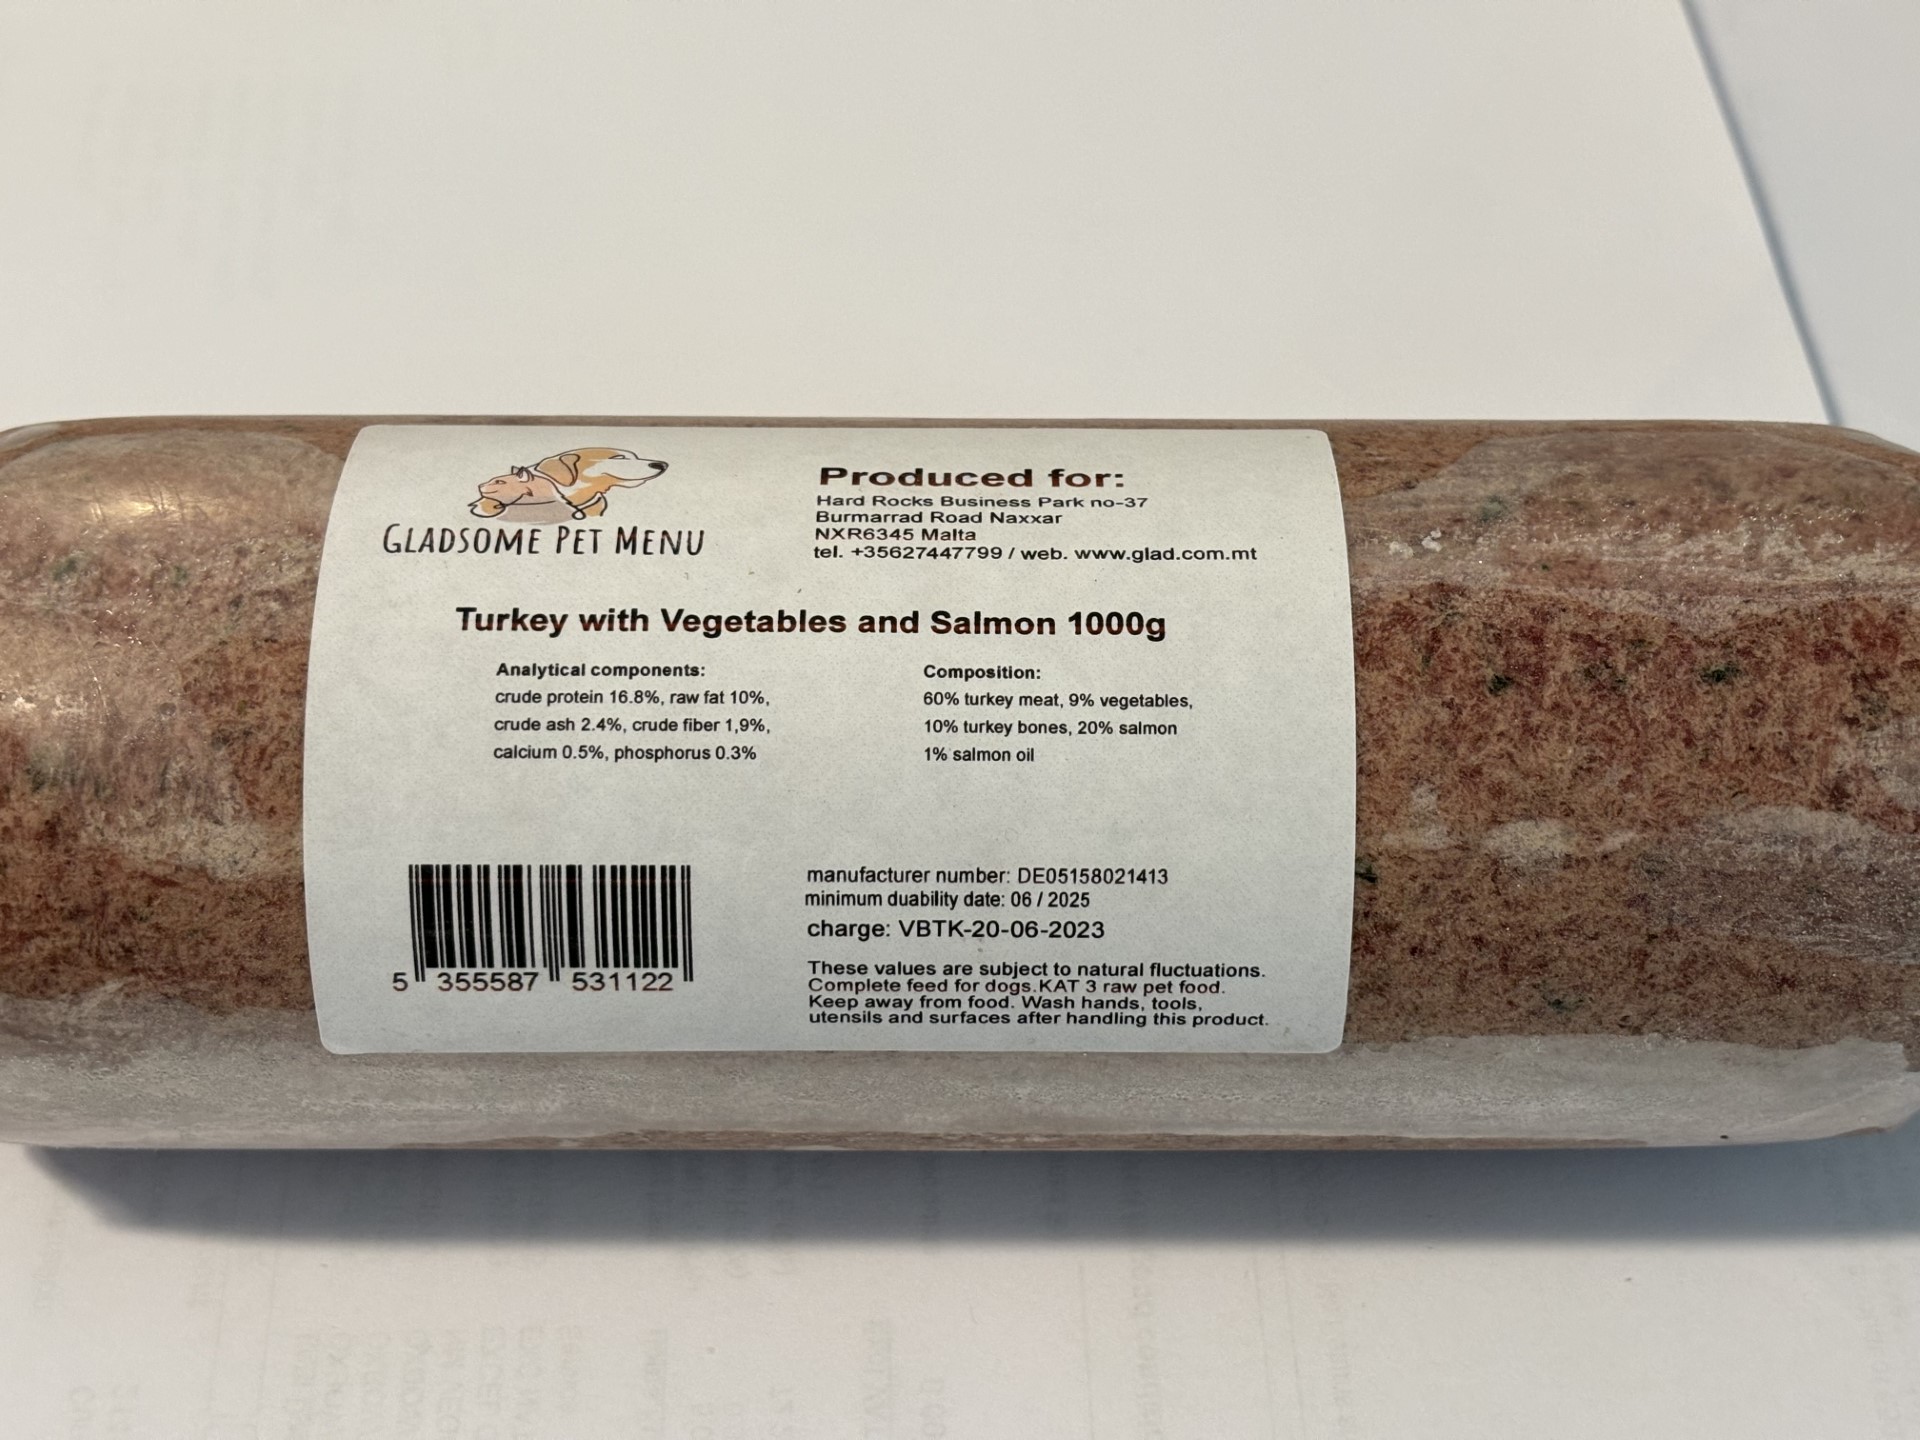 GLADSOME PET MENU
Produced for:
Hard Rocks Business Park no-37
Burmarrad Road Naxxar
NXR6345 Malta
tel. +35627447799 / web. www.glad.com.mt
Turkey with Vegetables and Salmon 1000g
Analytical components:
crude protein 16.8%, raw fat 10%,
crude ash 2.4%, crude fiber 1,9%,
calcium 0.5%, phosphorus 0.3%
Composition:
60% turkey meat, 9% vegetables,
10% turkey bones, 20% salmon
1% salmon oil
5 355587 531122
manufacturer number: DE05158021413
minimum duability date: 06 / 2025
charge: VBTK-20-06-2023
These values are subject to natural fluctuations.
Complete feed for dogs.KAT 3 raw pet food.
Keep away from food. Wash hands, tools,
utensils and surfaces after handling this product.